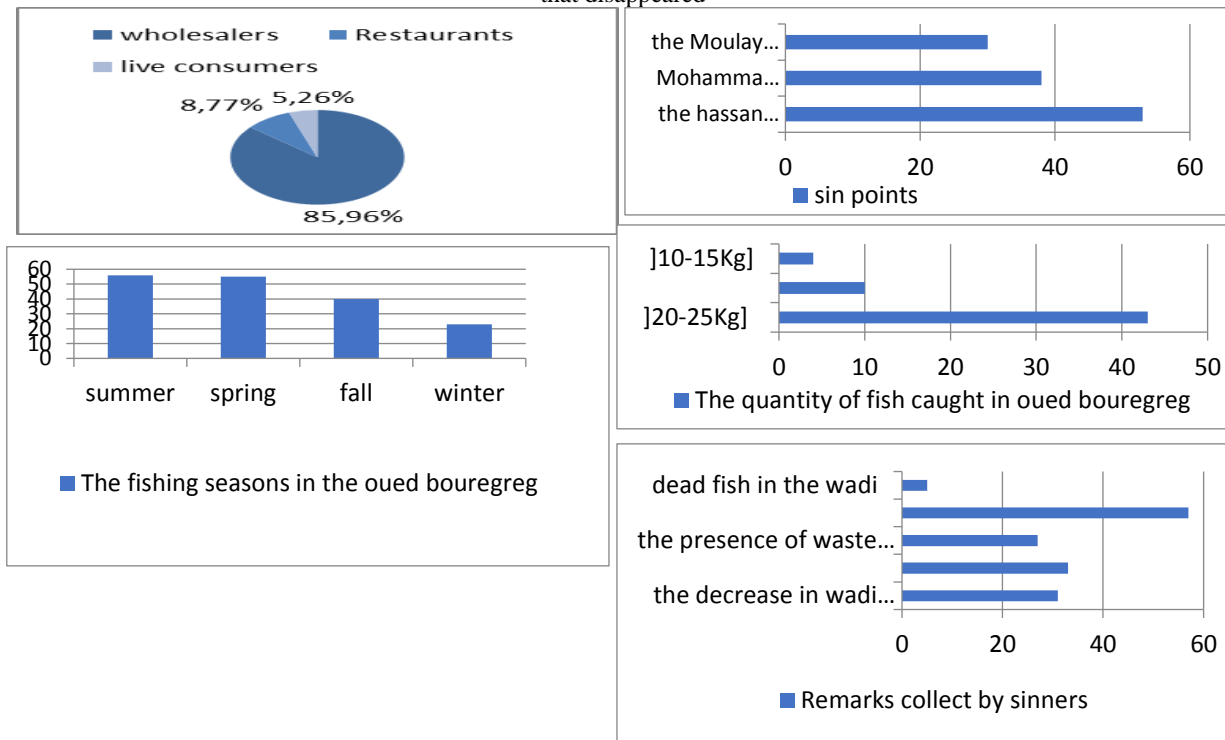 that disappeared
wholesalers Restaurants
live consumers
8,77% 5,26%
85,96%
the Moulay...
Mohamma...
the hassan...
0 20 40 60
sin points
60
50
40
30
20
10
0
summer spring fall winter
The fishing seasons in the oued bouregreg
]10-15Kg]
]20-25Kg]
0 10 20 30 40 50
The quantity of fish caught in oued bouregreg
dead fish in the wadi
the presence of waste...
the decrease in wadi...
0 20 40 60
Remarks collect by sinners